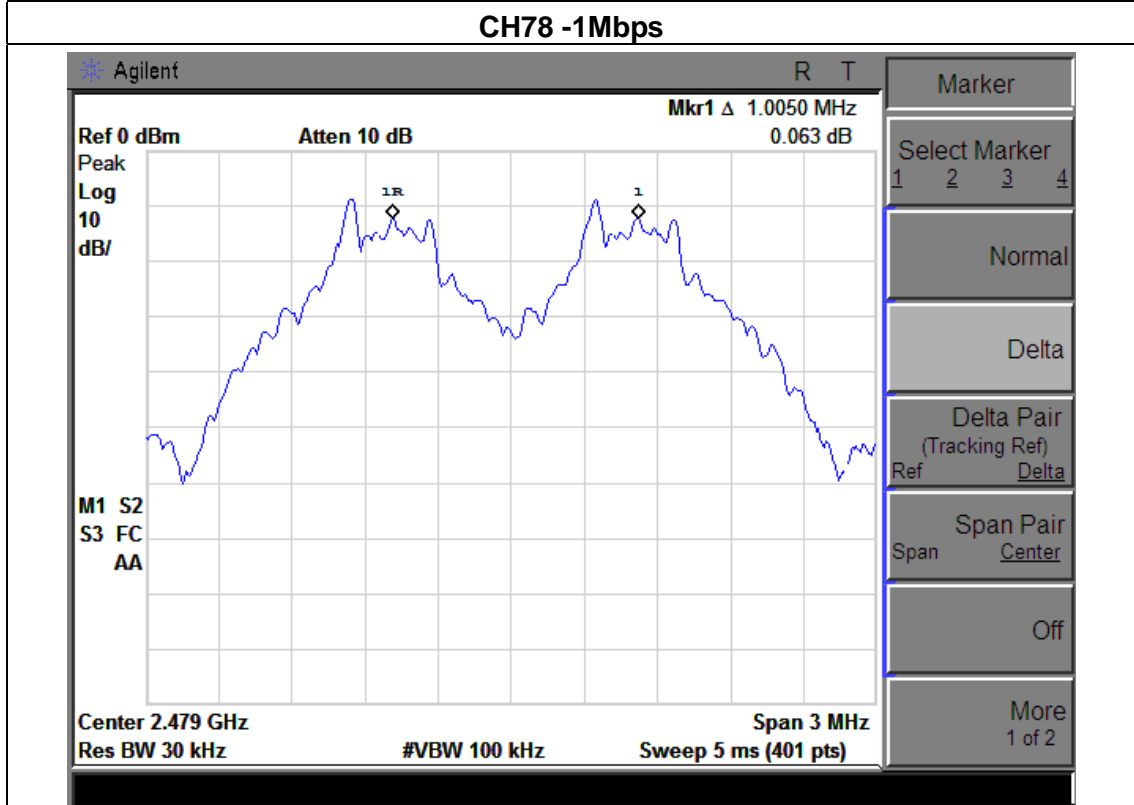 CH78 -1Mbps
Agilent R T
Mkr1 Δ 1.0050 MHz
Ref 0 dBm Atten 10 dB 0.063 dB
Peak
Log
10
dB/
1R
1
M1 S2
S3 FC
AA
Center 2.479 GHz Span 3 MHz
Res BW 30 kHz #VBW 100 kHz Sweep 5 ms (401 pts)
Marker
Select Marker
1 2 3 4
Normal
Delta
Delta Pair
(Tracking Ref)
Ref Delta
Span Pair
Span Center
Off
More
1 of 2